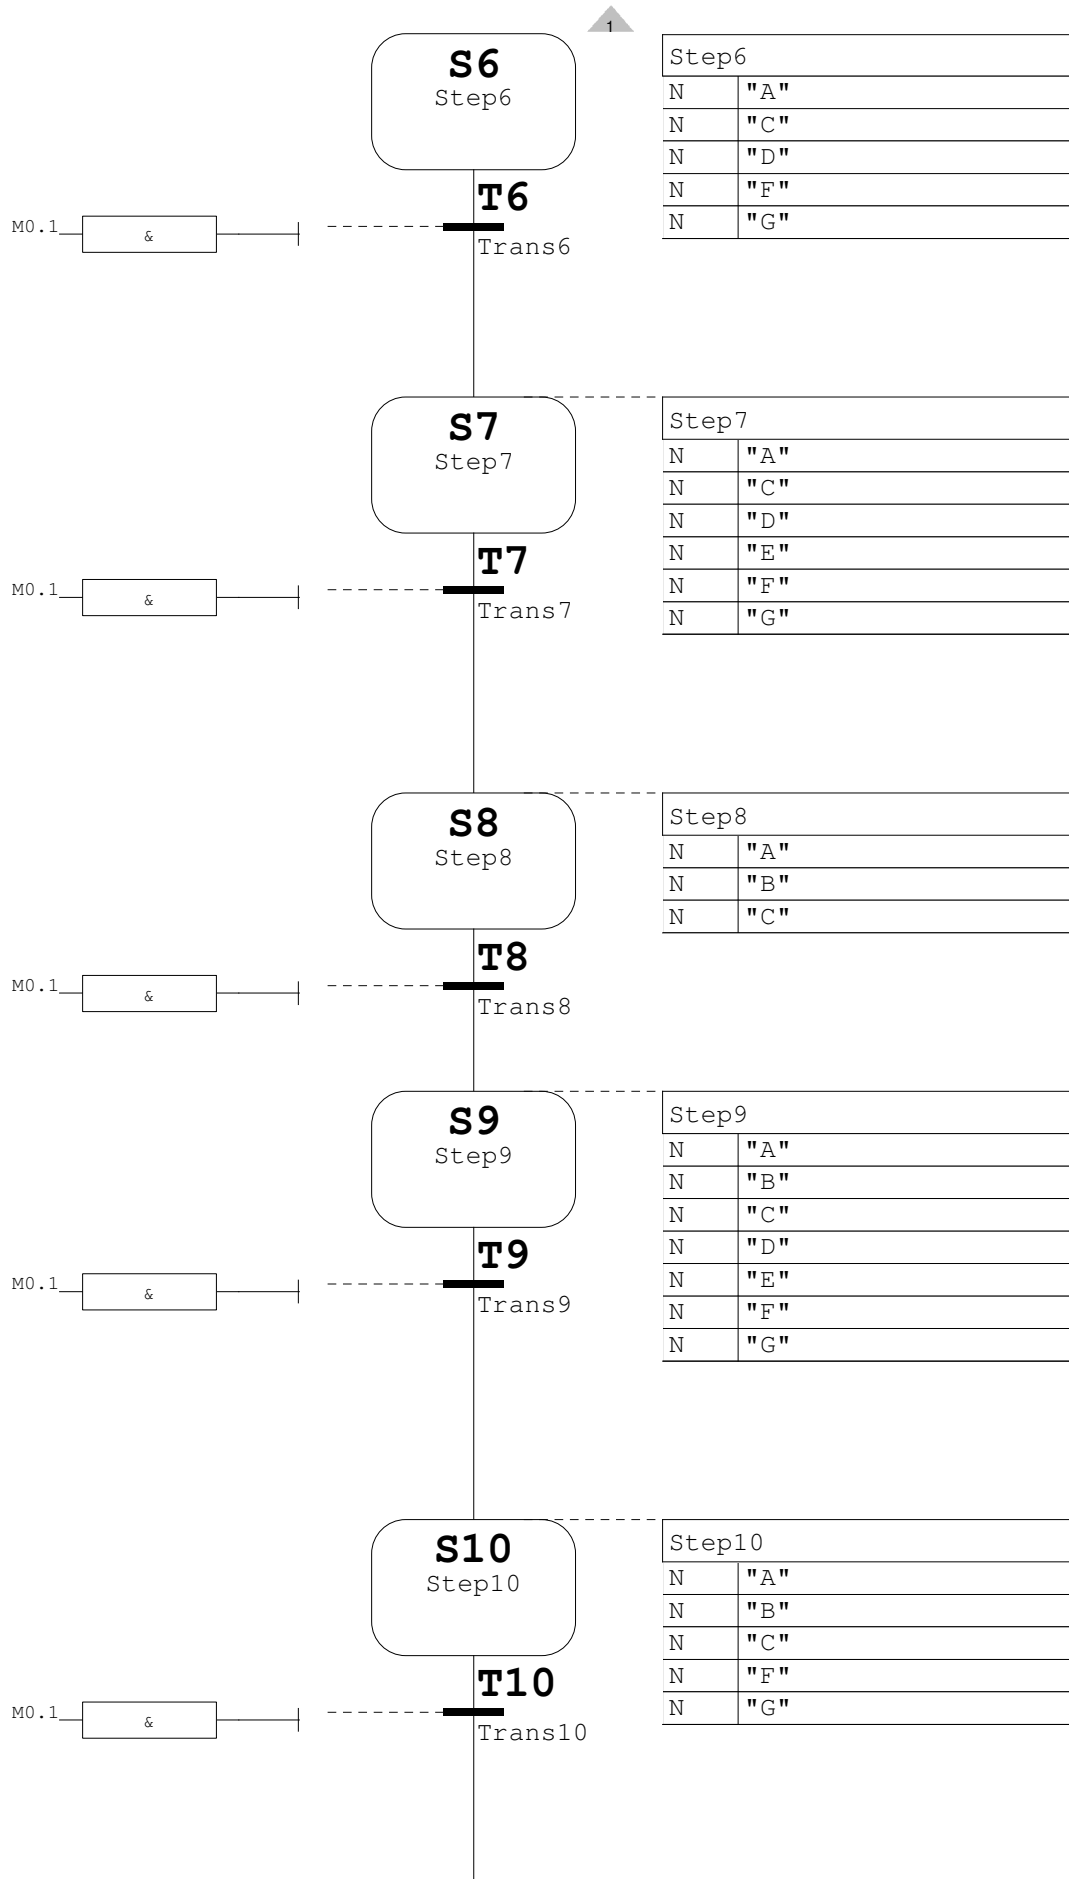 1
S6
Step6
Step6
N "A"
N "C"
N "D"
N "F"
N "G"
T6
M0.1
&
Trans6
S7
Step7
Step7
N "A"
N "C"
N "D"
N "E"
N "F"
N "G"
T7
M0.1
&
Trans7
S8
Step8
Step8
N "A"
N "B"
N "C"
T8
M0.1
&
Trans8
S9
Step9
Step9
N "A"
N "B"
N "C"
N "D"
N "E"
N "F"
N "G"
T9
M0.1
&
Trans9
S10
Step10
Step10
N "A"
N "B"
N "C"
N "F"
N "G"
T10
M0.1
&
Trans10